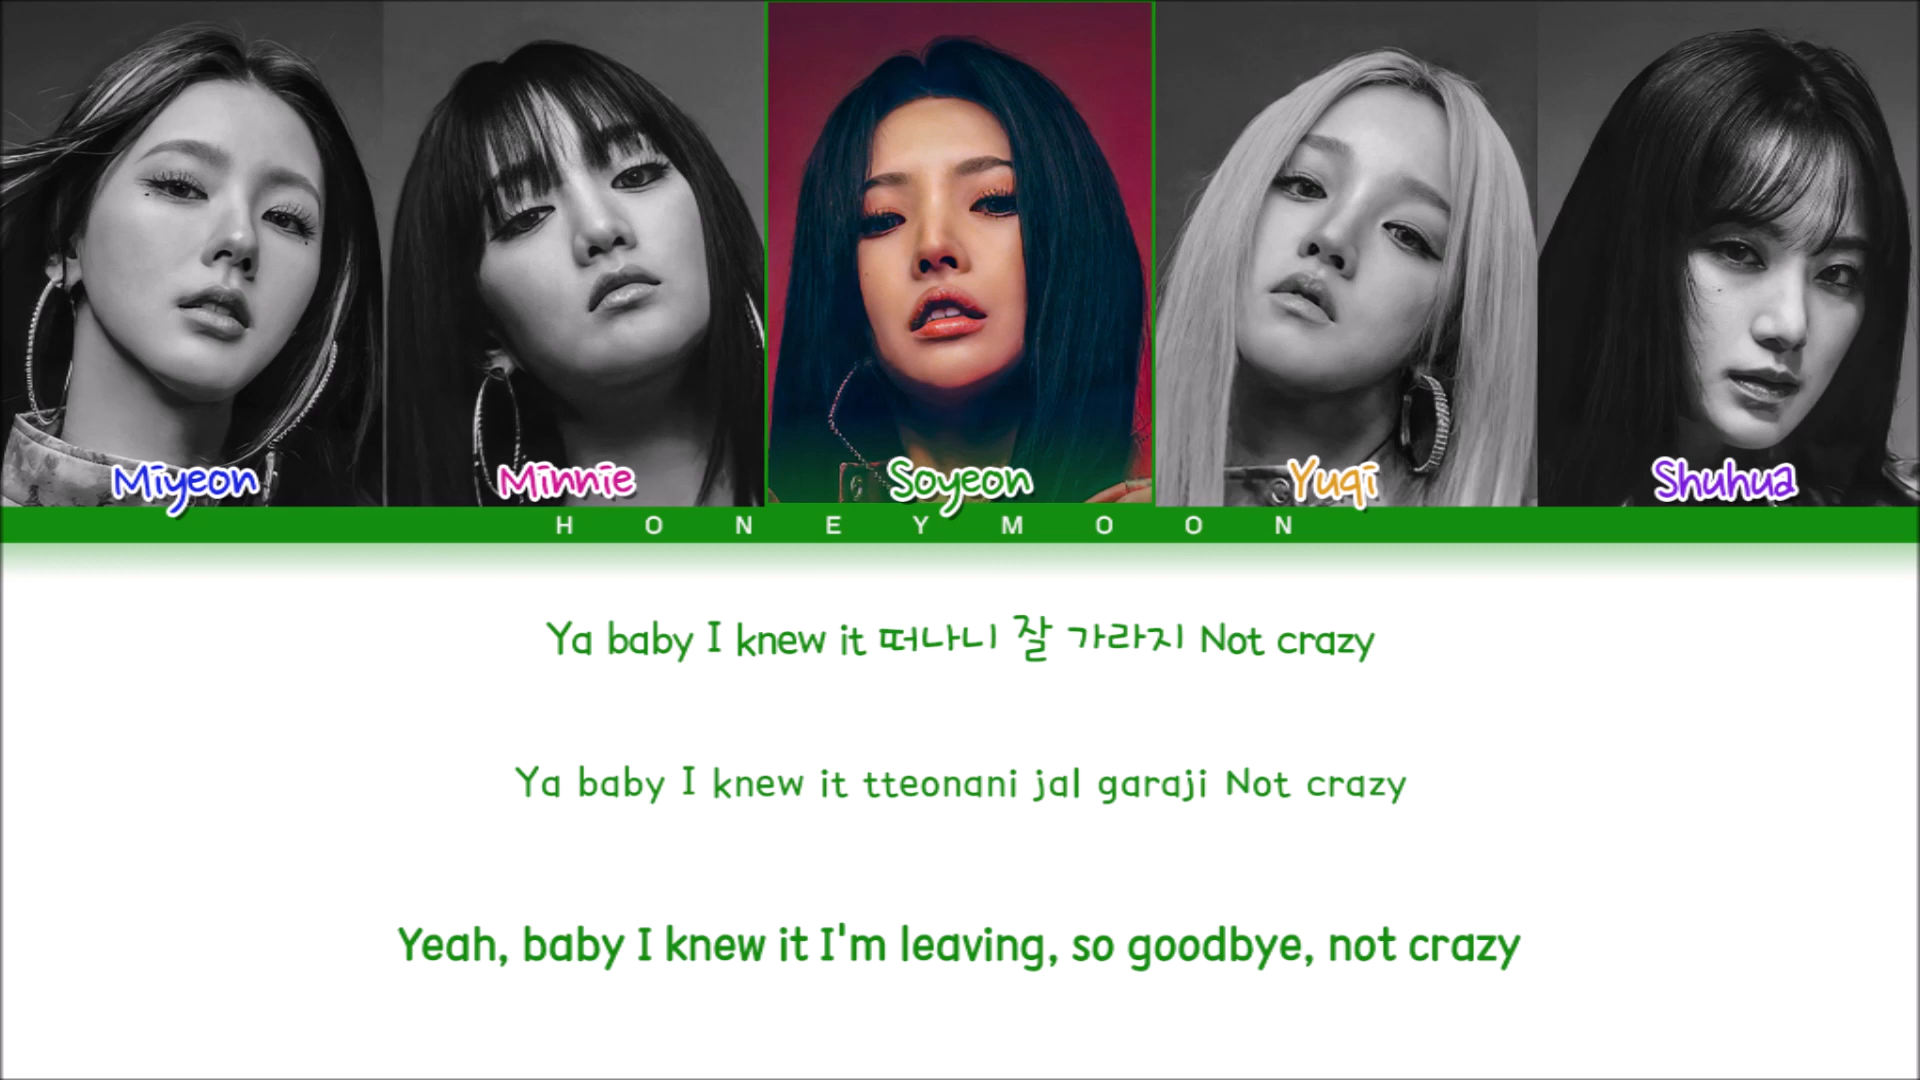 Miyeon Minnie Soyeon Yuqi Shuhua
HONEYMOON
Ya baby I knew it 떠나니 잘 가라지 Not crazy
Ya baby I knew it tteonani jal garaji Not crazy
Yeah, baby I knew it I'm leaving, so goodbye, not crazy